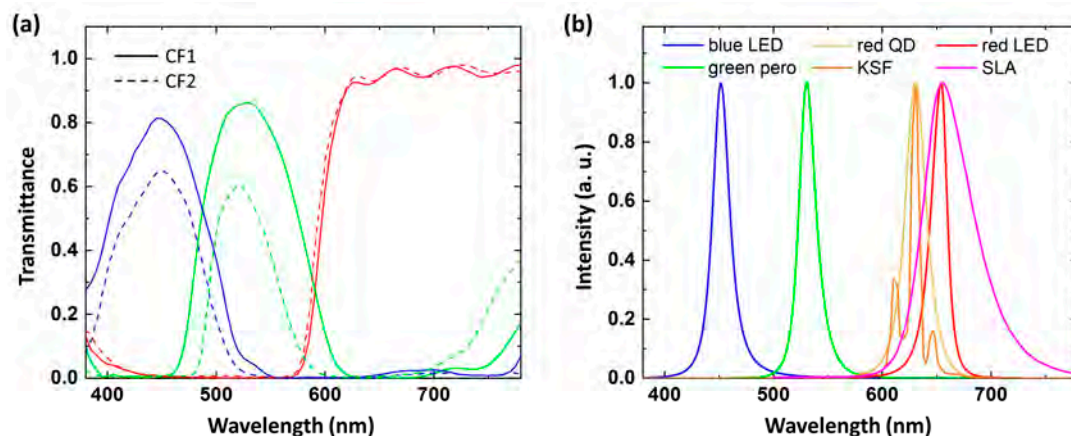 (a)
CF1
CF2
Transmittance
1.0
0.8
0.6
0.4
0.2
0.0
400 500 600 700
Wavelength (nm)
(b)
blue LED red QD red LED
green pero KSF SLA
Intensity (a. u.)
1.0
0.8
0.6
0.4
0.2
0.0
400 500 600 700
Wavelength (nm)